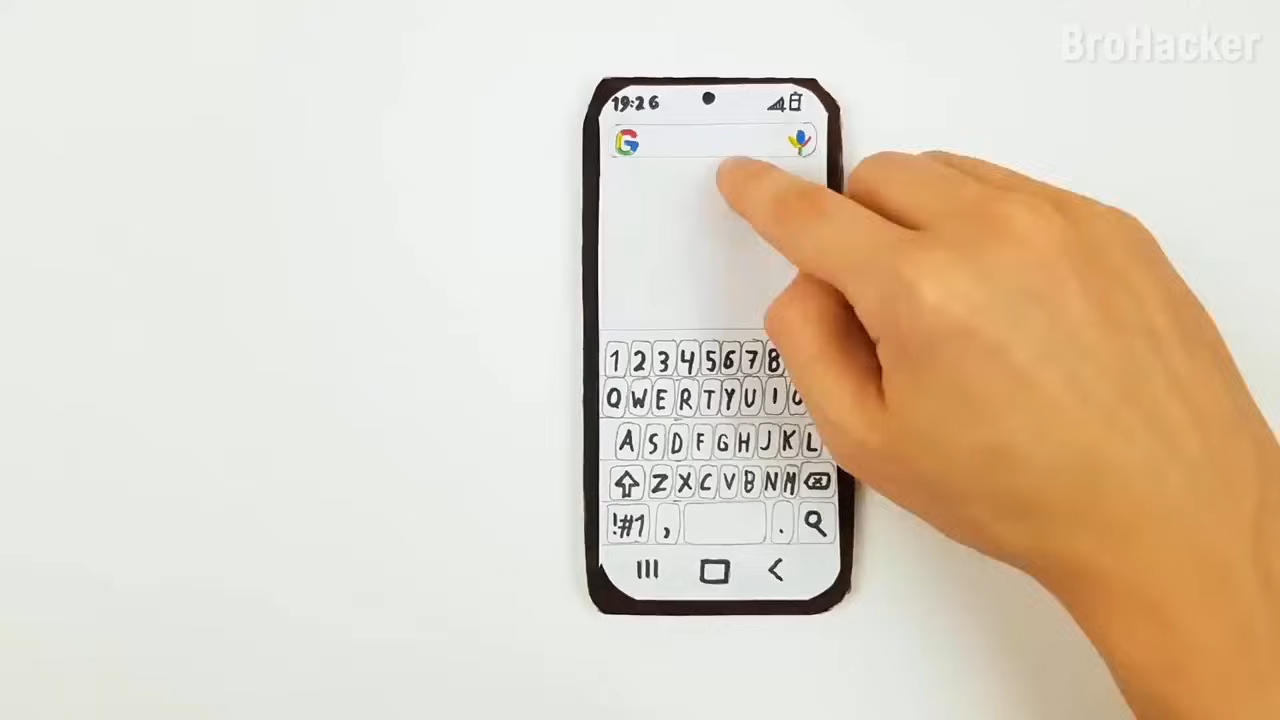 BroHacker
19:26
G
1 2 3 4 5 6 7 8
Q W E R T Y U I
A S D F G H J K L
Z X C V B N M
!#1 , .